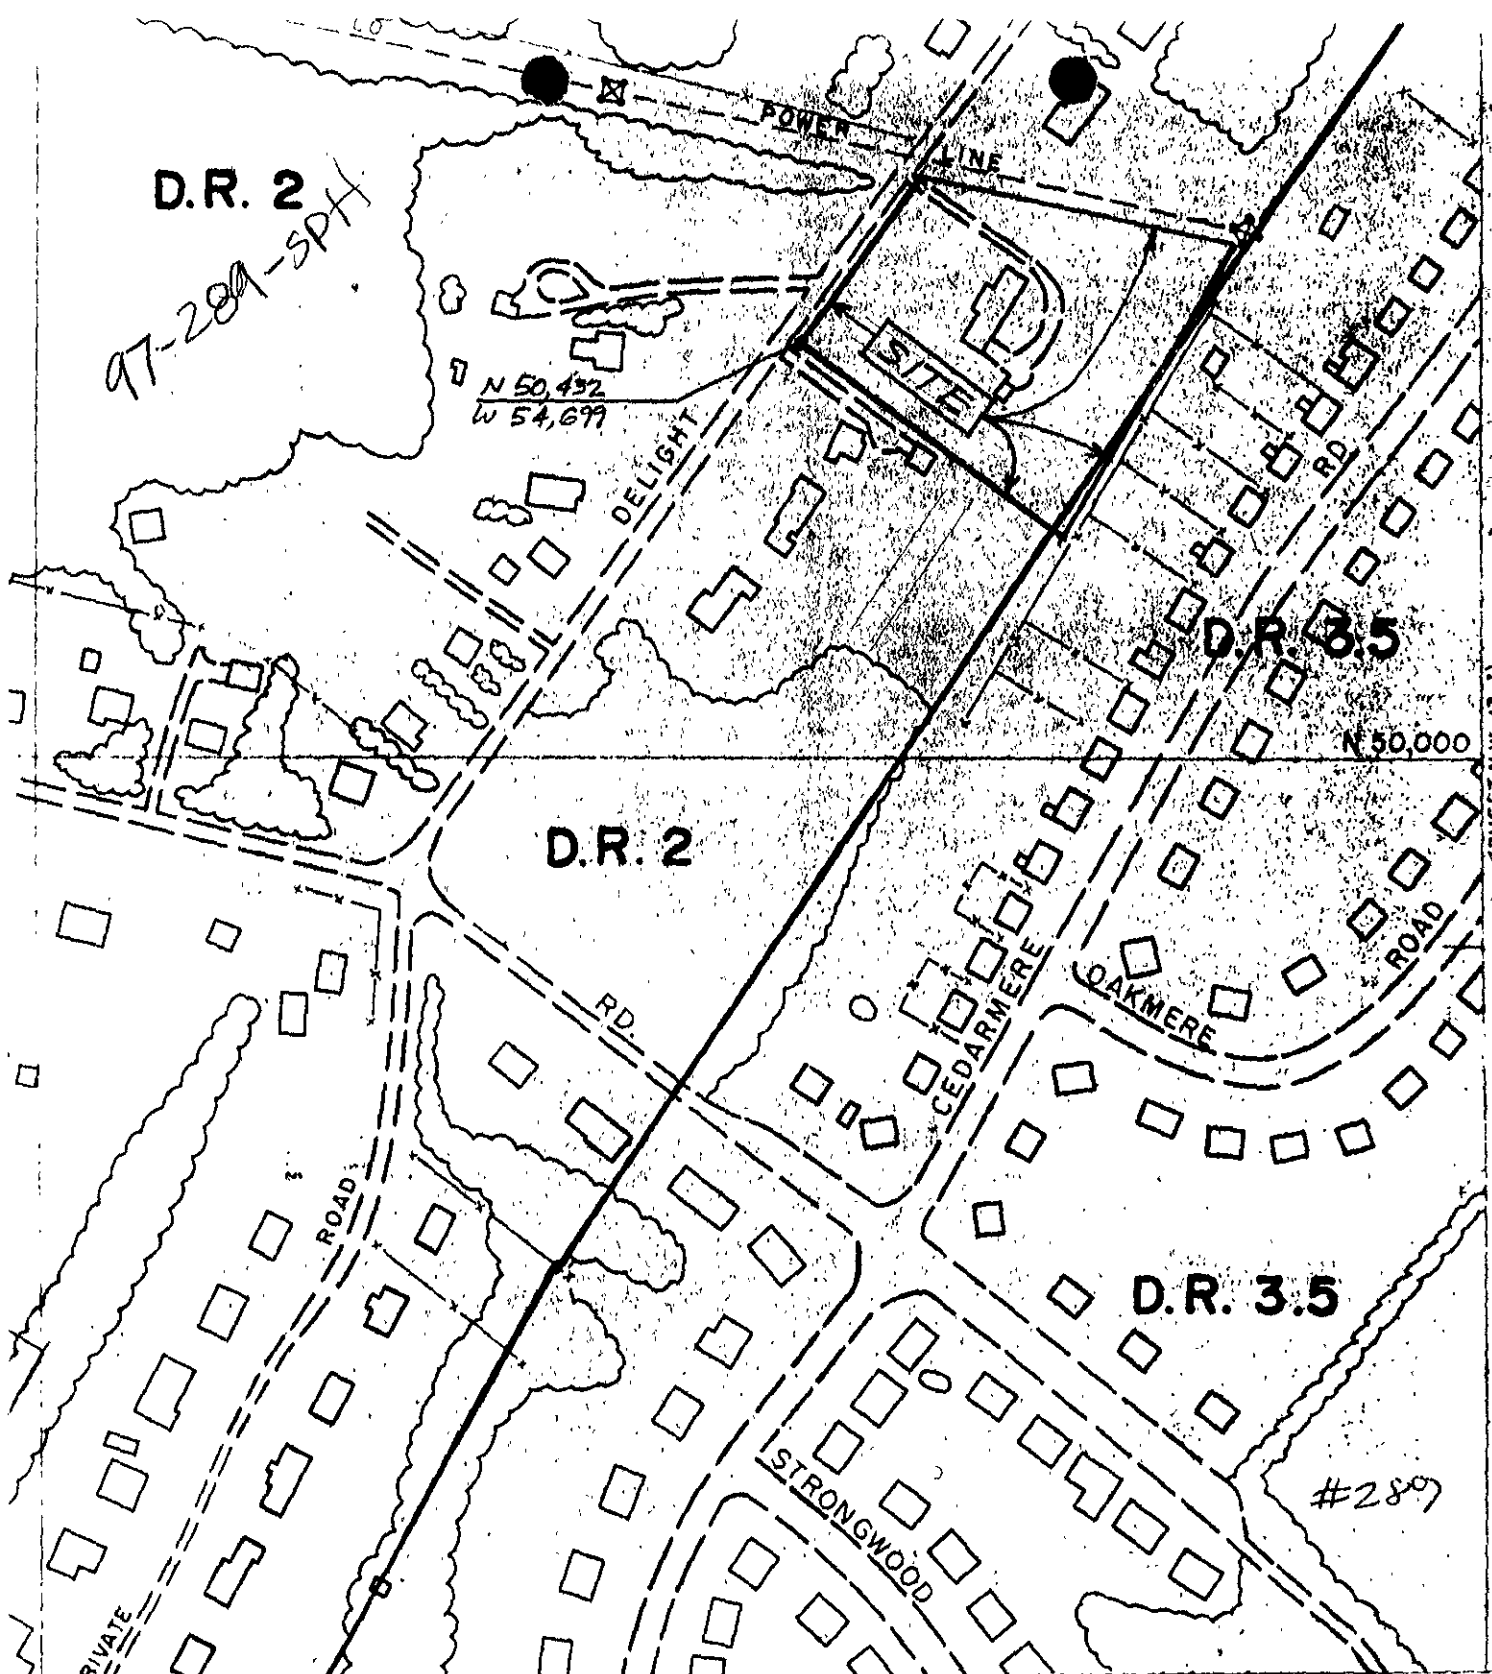 POWER LINE
D.R. 2
97-289-SPH
SITE
N 50,432
W 54,699
DELIGHT
RD
D.R. 3.5
N 50,000
D.R. 2
ROAD
OAKMERE
CEDARMERE
RD.
ROAD
D.R. 3.5
STRONGWOOD
#289
RIVATE